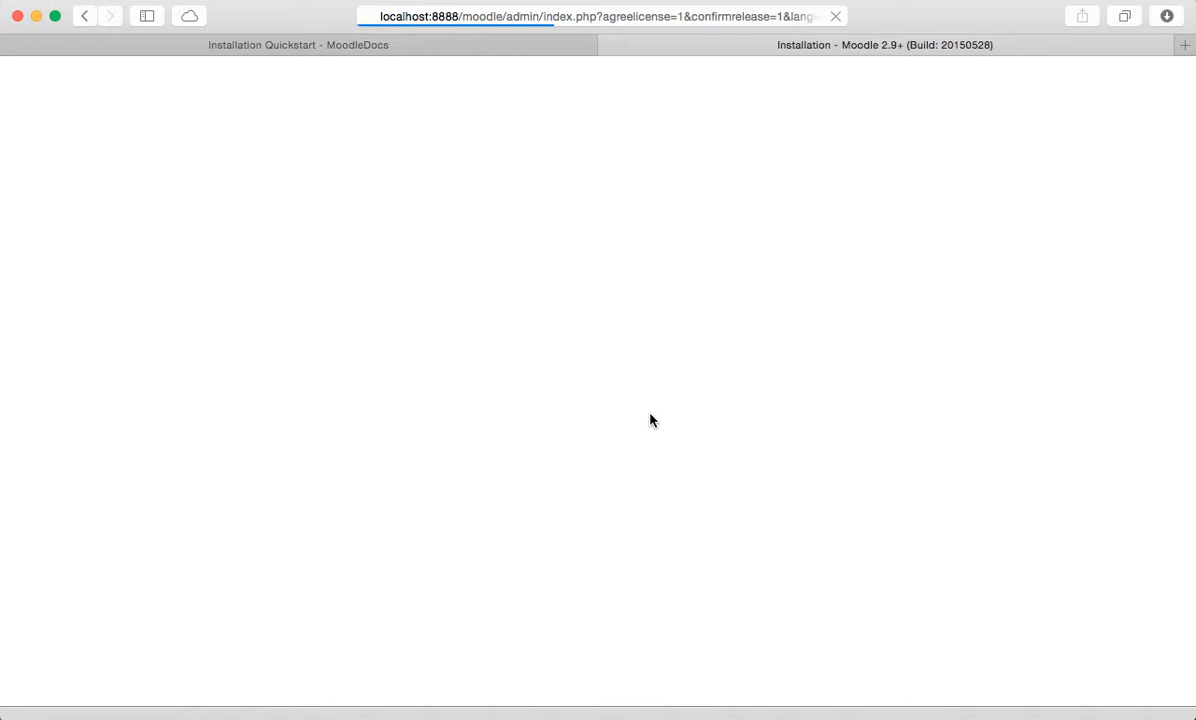 localhost:8888/moodle/admin/index.php?agreelicense=1&confirmrelease=1&lang=
Installation Quickstart - MoodleDocs
Installation - Moodle 2.9+ (Build: 20150528)